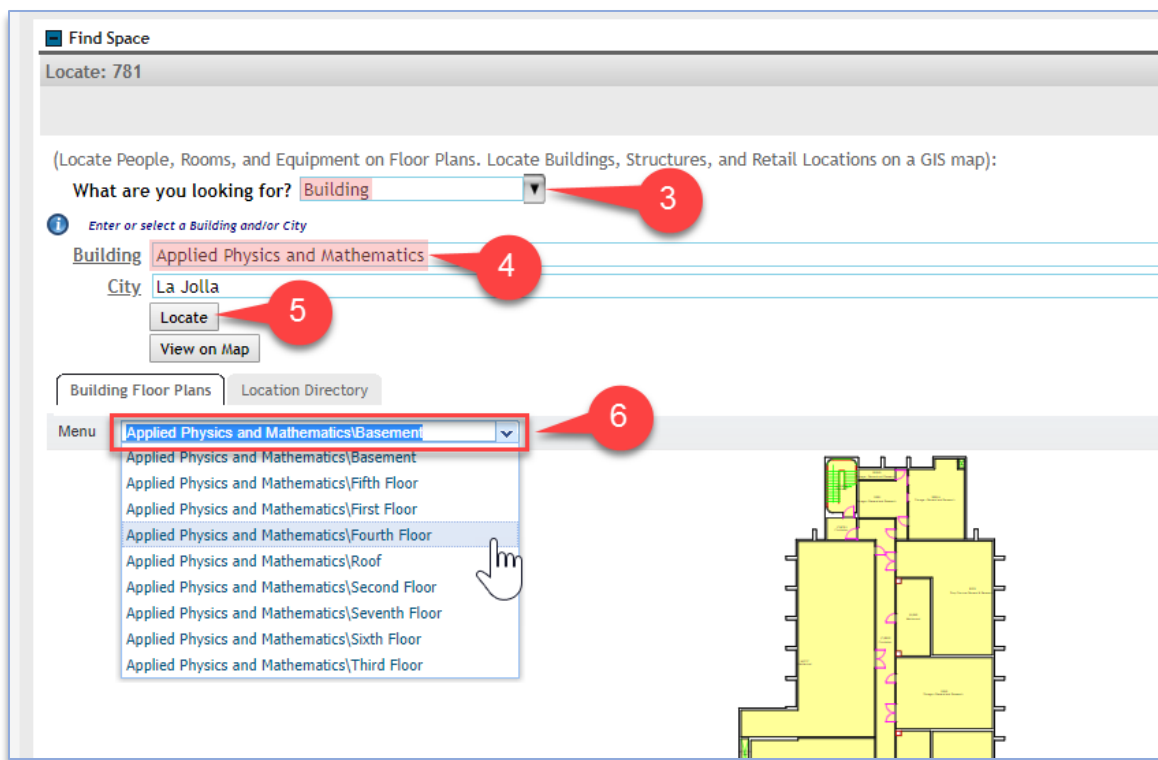 Find Space
Locate: 781
(Locate People, Rooms, and Equipment on Floor Plans. Locate Buildings, Structures, and Retail Locations on a GIS map):
What are you looking for? Building
3
Enter or select a Building and/or City
Building Applied Physics and Mathematics
4
City La Jolla
Locate
5
View on Map
Building Floor Plans Location Directory
Menu Applied Physics and Mathematics\Basement
6
Applied Physics and Mathematics\Basement
Applied Physics and Mathematics\Fifth Floor
Applied Physics and Mathematics\First Floor
Applied Physics and Mathematics\Fourth Floor
Applied Physics and Mathematics\Roof
Applied Physics and Mathematics\Second Floor
Applied Physics and Mathematics\Seventh Floor
Applied Physics and Mathematics\Sixth Floor
Applied Physics and Mathematics\Third Floor